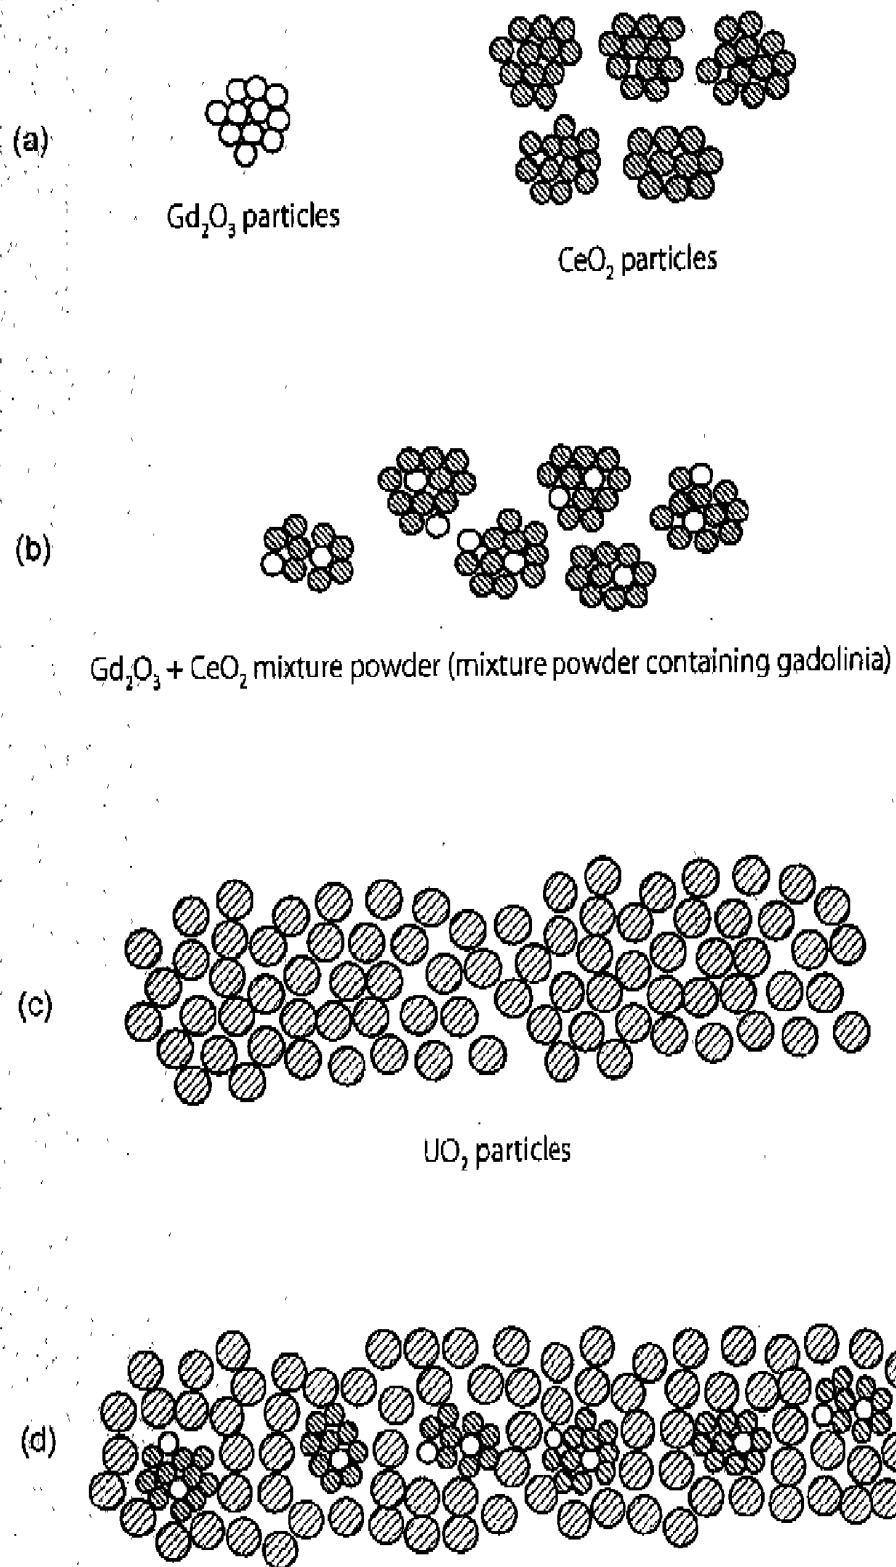 (a)
Gd₂O₃ particles
CeO₂ particles
(b)
Gd₂O₃ + CeO₂ mixture powder (mixture powder containing gadolinia)
(c)
UO₂ particles
(d)